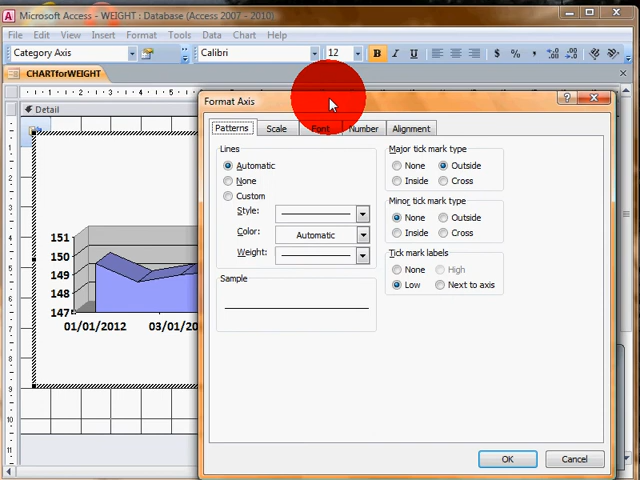 Microsoft Access - WEIGHT : Database (Access 2007 - 2010)
File Edit View Insert Format Tools Data Chart Help
Category Axis Calibri 12 B I U $ %
CHARTforWEIGHT
Detail
Format Axis
Patterns Scale Font Number Alignment
Lines
Automatic
None
Custom
Style:
Color: Automatic
Weight:
Sample
Major tick mark type
None Outside
Inside Cross
Minor tick mark type
None Outside
Inside Cross
Tick mark labels
None High
Low Next to axis
151
150
149
148
147
01/01/2012 03/01/20
OK Cancel